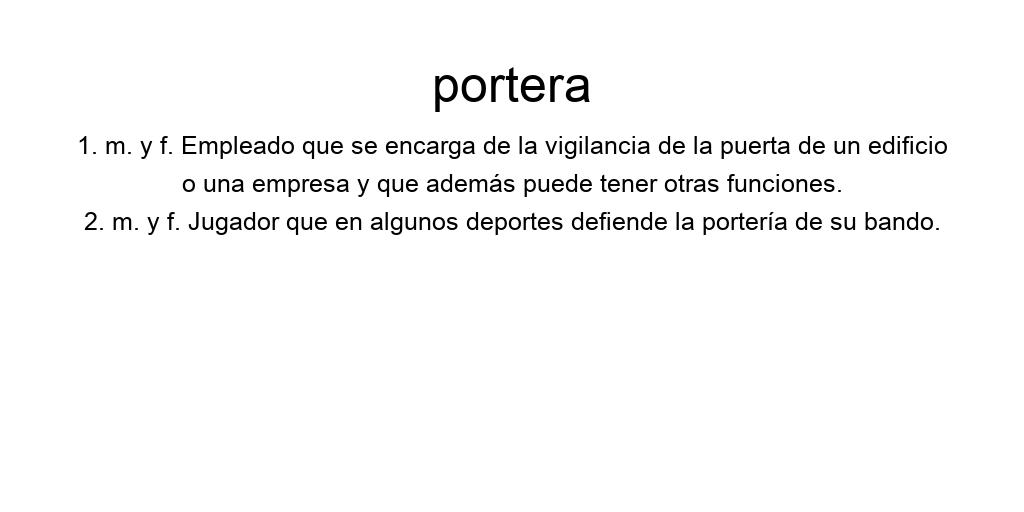 portera
1. m. y f. Empleado que se encarga de la vigilancia de la puerta de un edificio
o una empresa y que además puede tener otras funciones.
2. m. y f. Jugador que en algunos deportes defiende la portería de su bando.